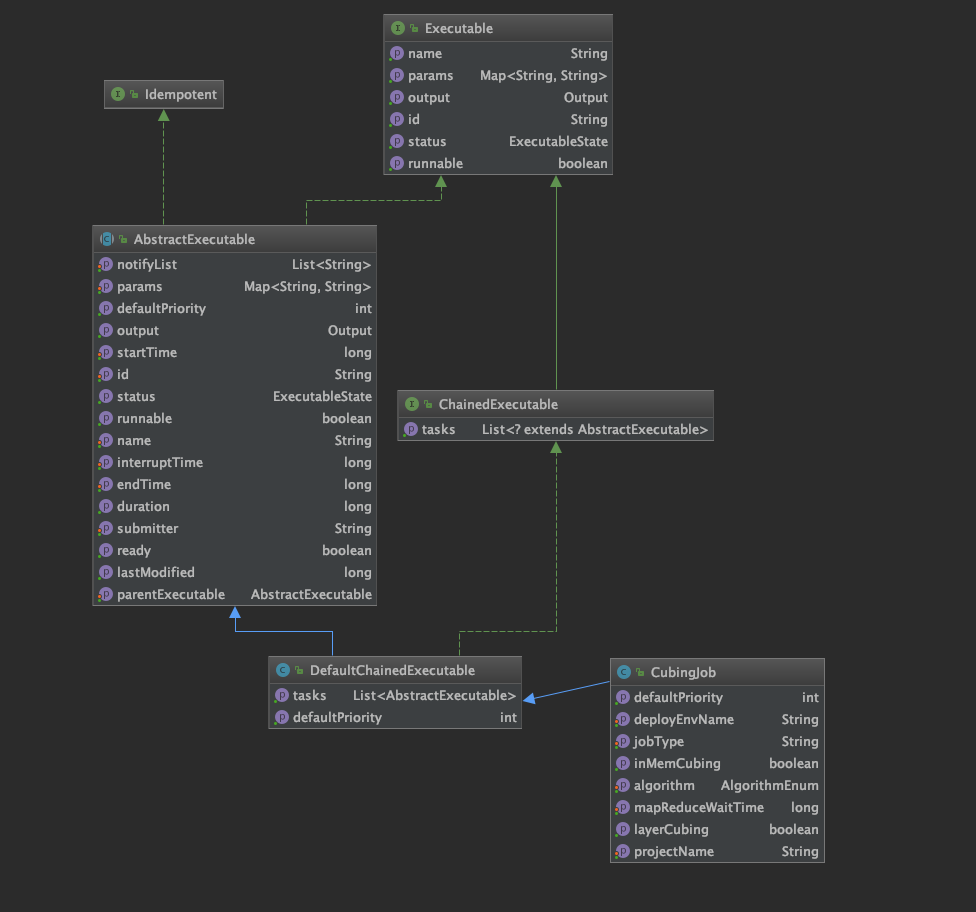 Executable
name String
params Map<String, String>
output Output
id String
status ExecutableState
runnable boolean
Idempotent
AbstractExecutable
notifyList List<String>
params Map<String, String>
defaultPriority int
output Output
startTime long
id String
status ExecutableState
runnable boolean
name String
interruptTime long
endTime long
duration long
submitter String
ready boolean
lastModified long
parentExecutable AbstractExecutable
ChainedExecutable
tasks List<? extends AbstractExecutable>
DefaultChainedExecutable
tasks List<AbstractExecutable>
defaultPriority int
CubingJob
defaultPriority int
deployEnvName String
jobType String
inMemCubing boolean
algorithm AlgorithmEnum
mapReduceWaitTime long
layerCubing boolean
projectName String